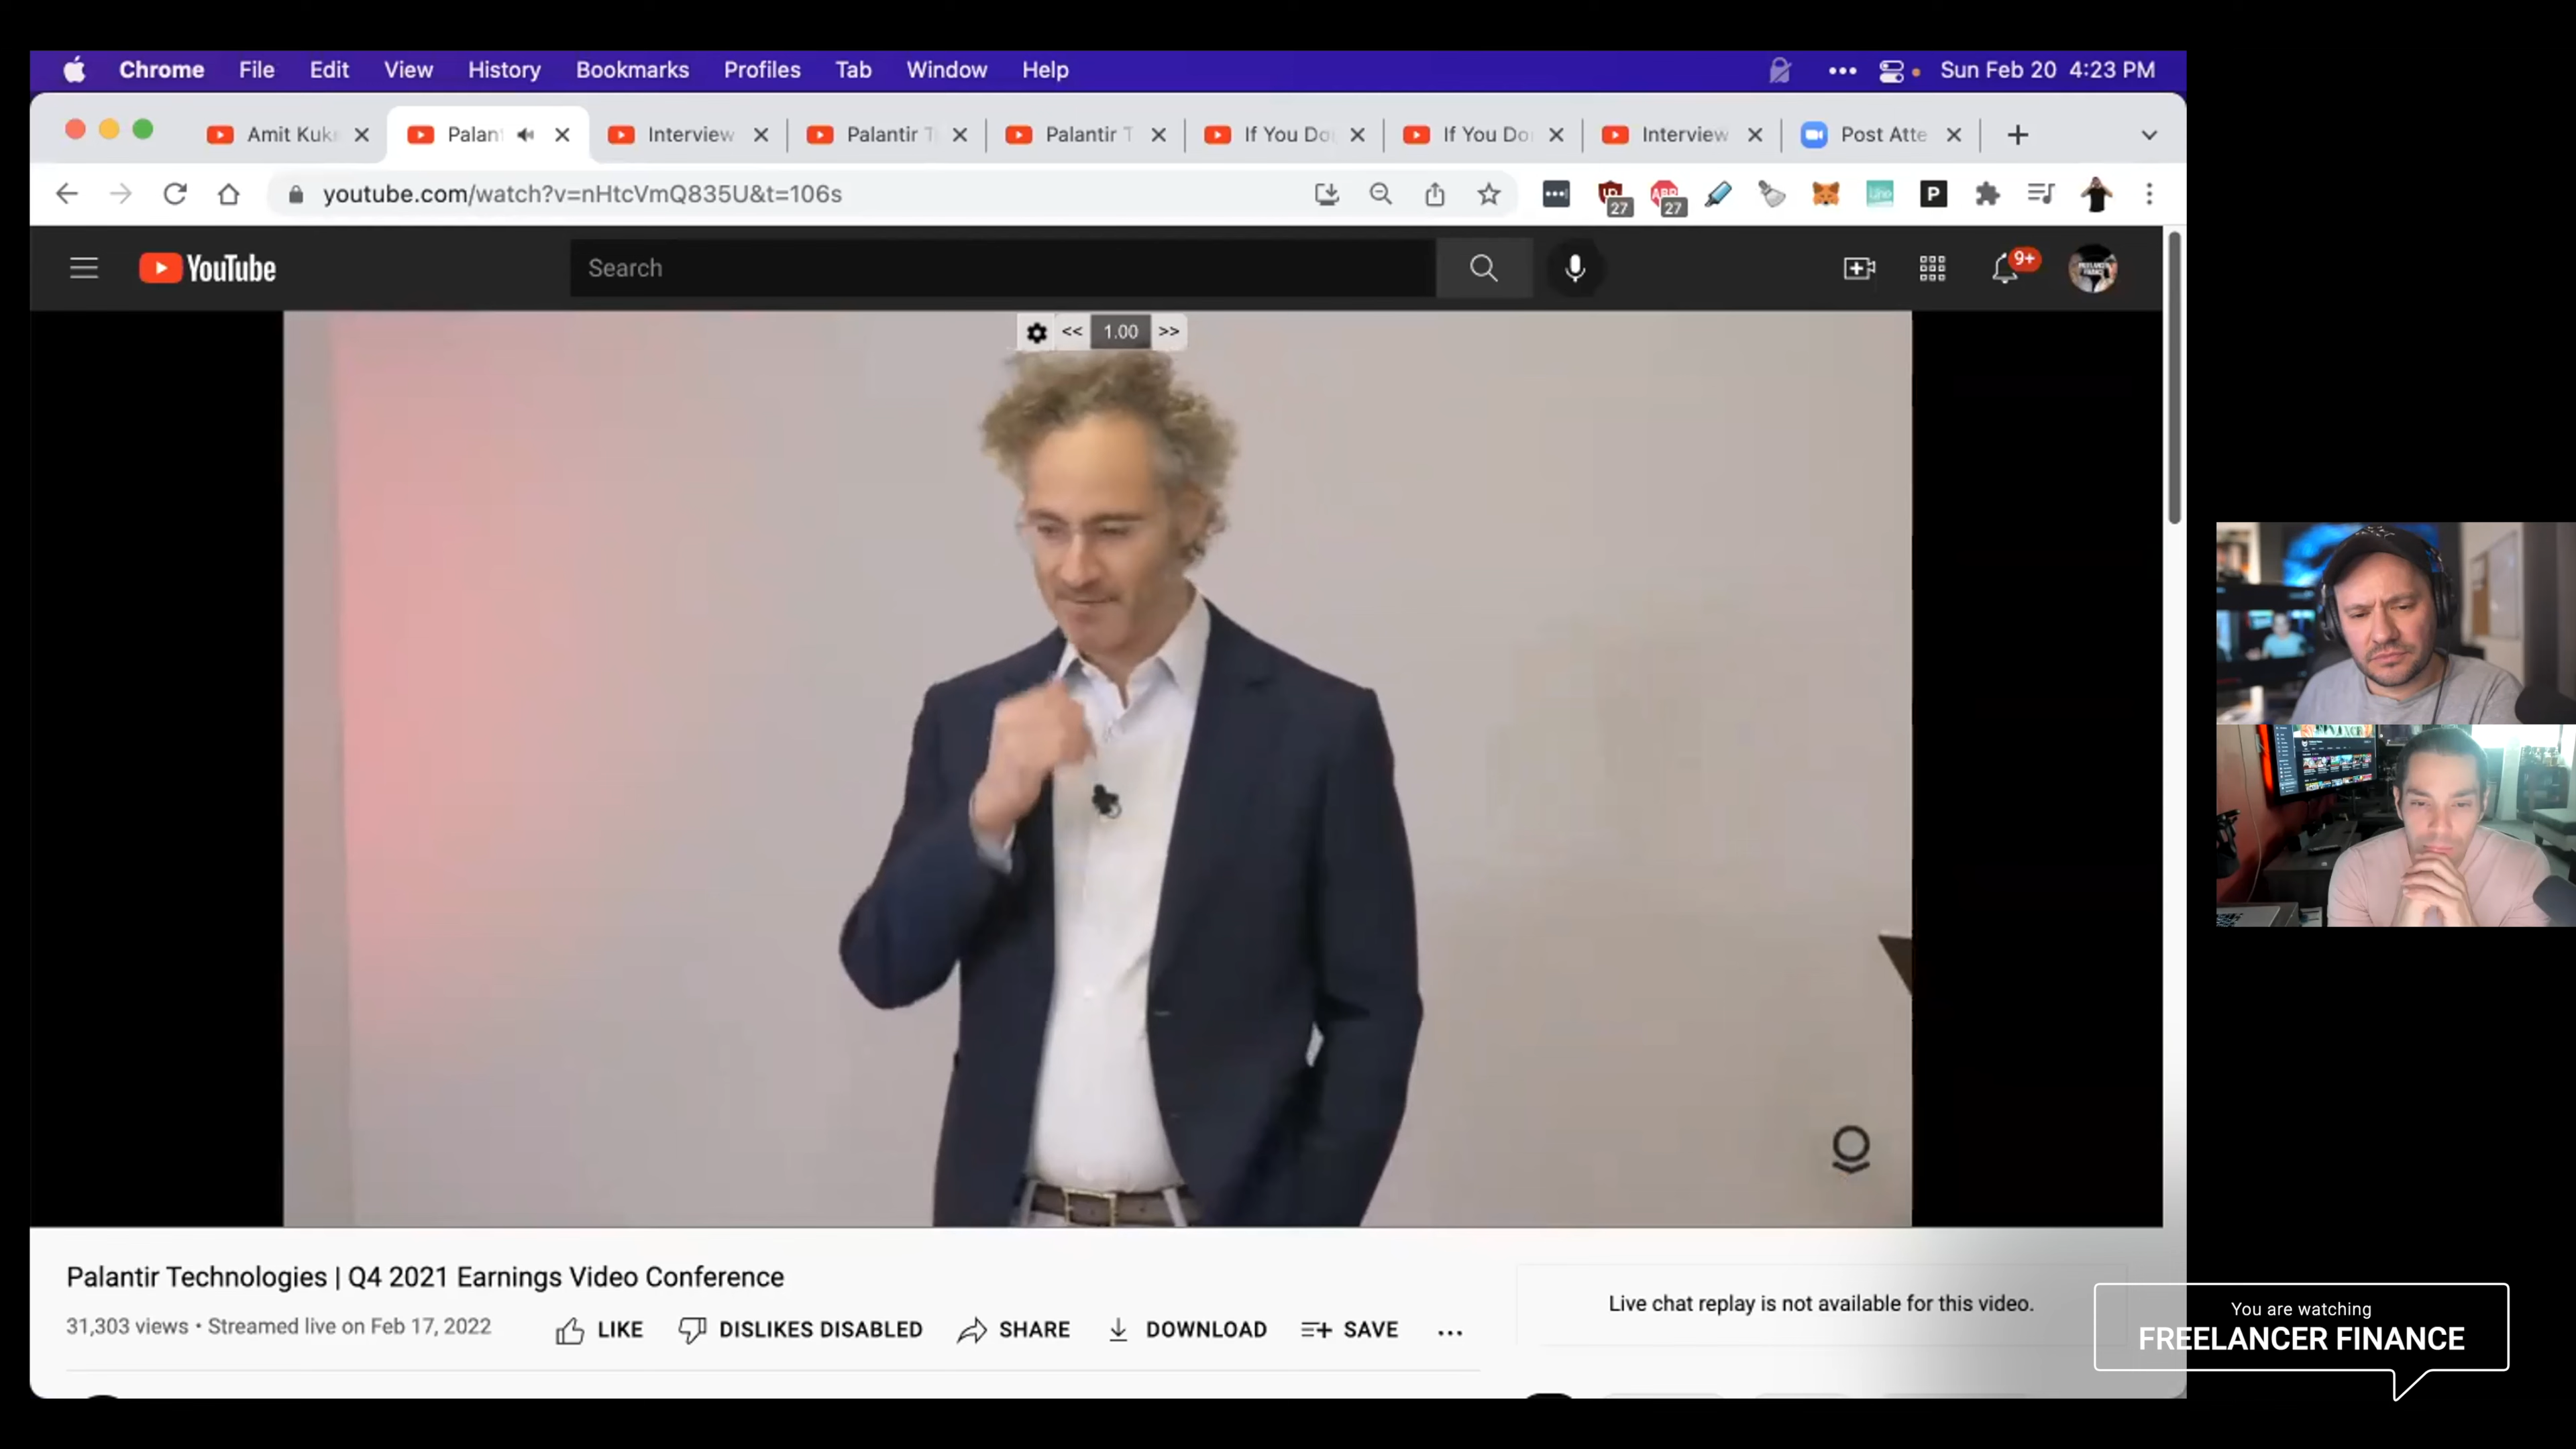 Chrome File Edit View History Bookmarks Profiles Tab Window Help
Sun Feb 20 4:23 PM
Amit Kuk
Palan
Interview
Palantir T
Palantir T
If You Do
If You Do
Interview
Post Atte
youtube.com/watch?v=nHtcVmQ835U&t=106s
27
ABP
27
P
YouTube
Search
9+
<< 1.00 >>
Palantir Technologies | Q4 2021 Earnings Video Conference
31,303 views • Streamed live on Feb 17, 2022
LIKE
DISLIKES DISABLED
SHARE
DOWNLOAD
SAVE
Live chat replay is not available for this video.
You are watching
FREELANCER FINANCE